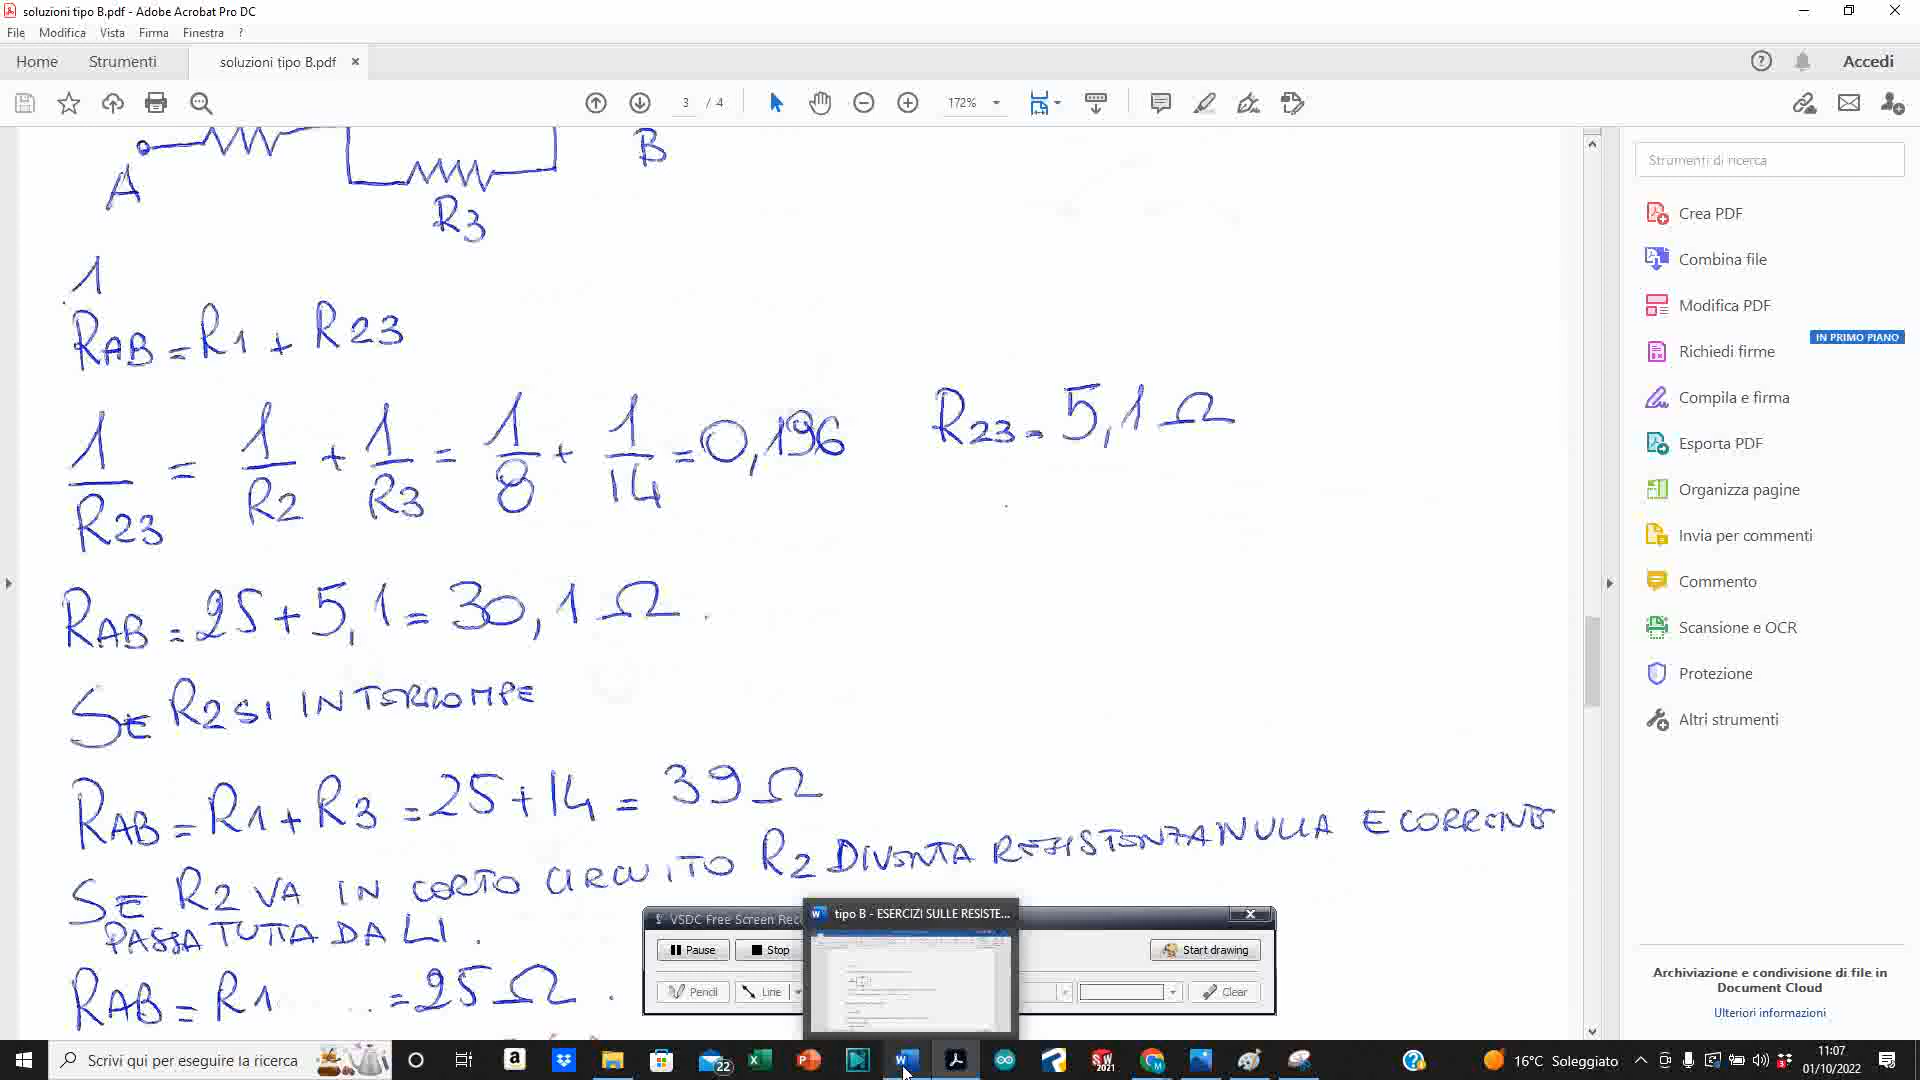 soluzioni tipo B.pdf - Adobe Acrobat Pro DC
File Modifica Vista Firma Finestra ?
Home Strumenti soluzioni tipo B.pdf × Accedi
3 / 4 172%
A
B
R3
1
RAB = R1 + R23
1/R23 = 1/R2 + 1/R3 = 1/8 + 1/14 = 0,196 R23 = 5,1 Ω
RAB = 25 + 5,1 = 30,1 Ω .
SE R2 SI INTERROMPE
RAB = R1 + R3 = 25 + 14 = 39 Ω
SE R2 VA IN CORTO CIRCUITO R2 DIVENTA RESISTENZA NULLA E CORRENTE
PASSA TUTTA DA LI .
RAB = R1 = 25 Ω .
Strumenti di ricerca
Crea PDF
Combina file
Modifica PDF
IN PRIMO PIANO
Richiedi firme
Compila e firma
Esporta PDF
Organizza pagine
Invia per commenti
Commento
Scansione e OCR
Protezione
Altri strumenti
Archiviazione e condivisione di file in
Document Cloud
Ulteriori informazioni
VSDC Free Screen Rec
tipo B - ESERCIZI SULLE RESISTE...
Pause Stop Start drawing
Pencil Line Clear
Scrivi qui per eseguire la ricerca
22
SW
2021
16°C Soleggiato
11:07
01/10/2022